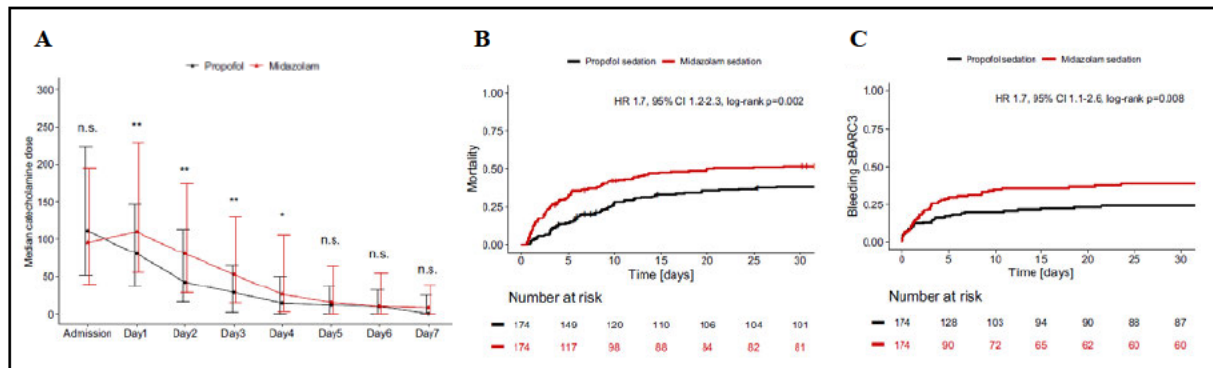 A
Propofol Midazolam
Median catecholamine dose
300
250
200
150
100
50
0
n.s. ** ** ** * n.s. n.s. n.s.
Admission Day1 Day2 Day3 Day4 Day5 Day6 Day7
B
Propofol sedation Midazolam sedation
HR 1.7, 95% CI 1.2-2.3, log-rank p=0.002
Mortality
1.00
0.75
0.50
0.25
0.00
0 5 10 15 20 25 30
Time [days]
Number at risk
174 149 120 110 106 104 101
174 117 98 88 84 82 81
C
Propofol sedation Midazolam sedation
HR 1.7, 95% CI 1.1-2.6, log-rank p=0.008
Bleeding ≥BARC3
1.00
0.75
0.50
0.25
0.00
0 5 10 15 20 25 30
Time [days]
Number at risk
174 128 103 94 90 88 87
174 90 72 65 62 60 60